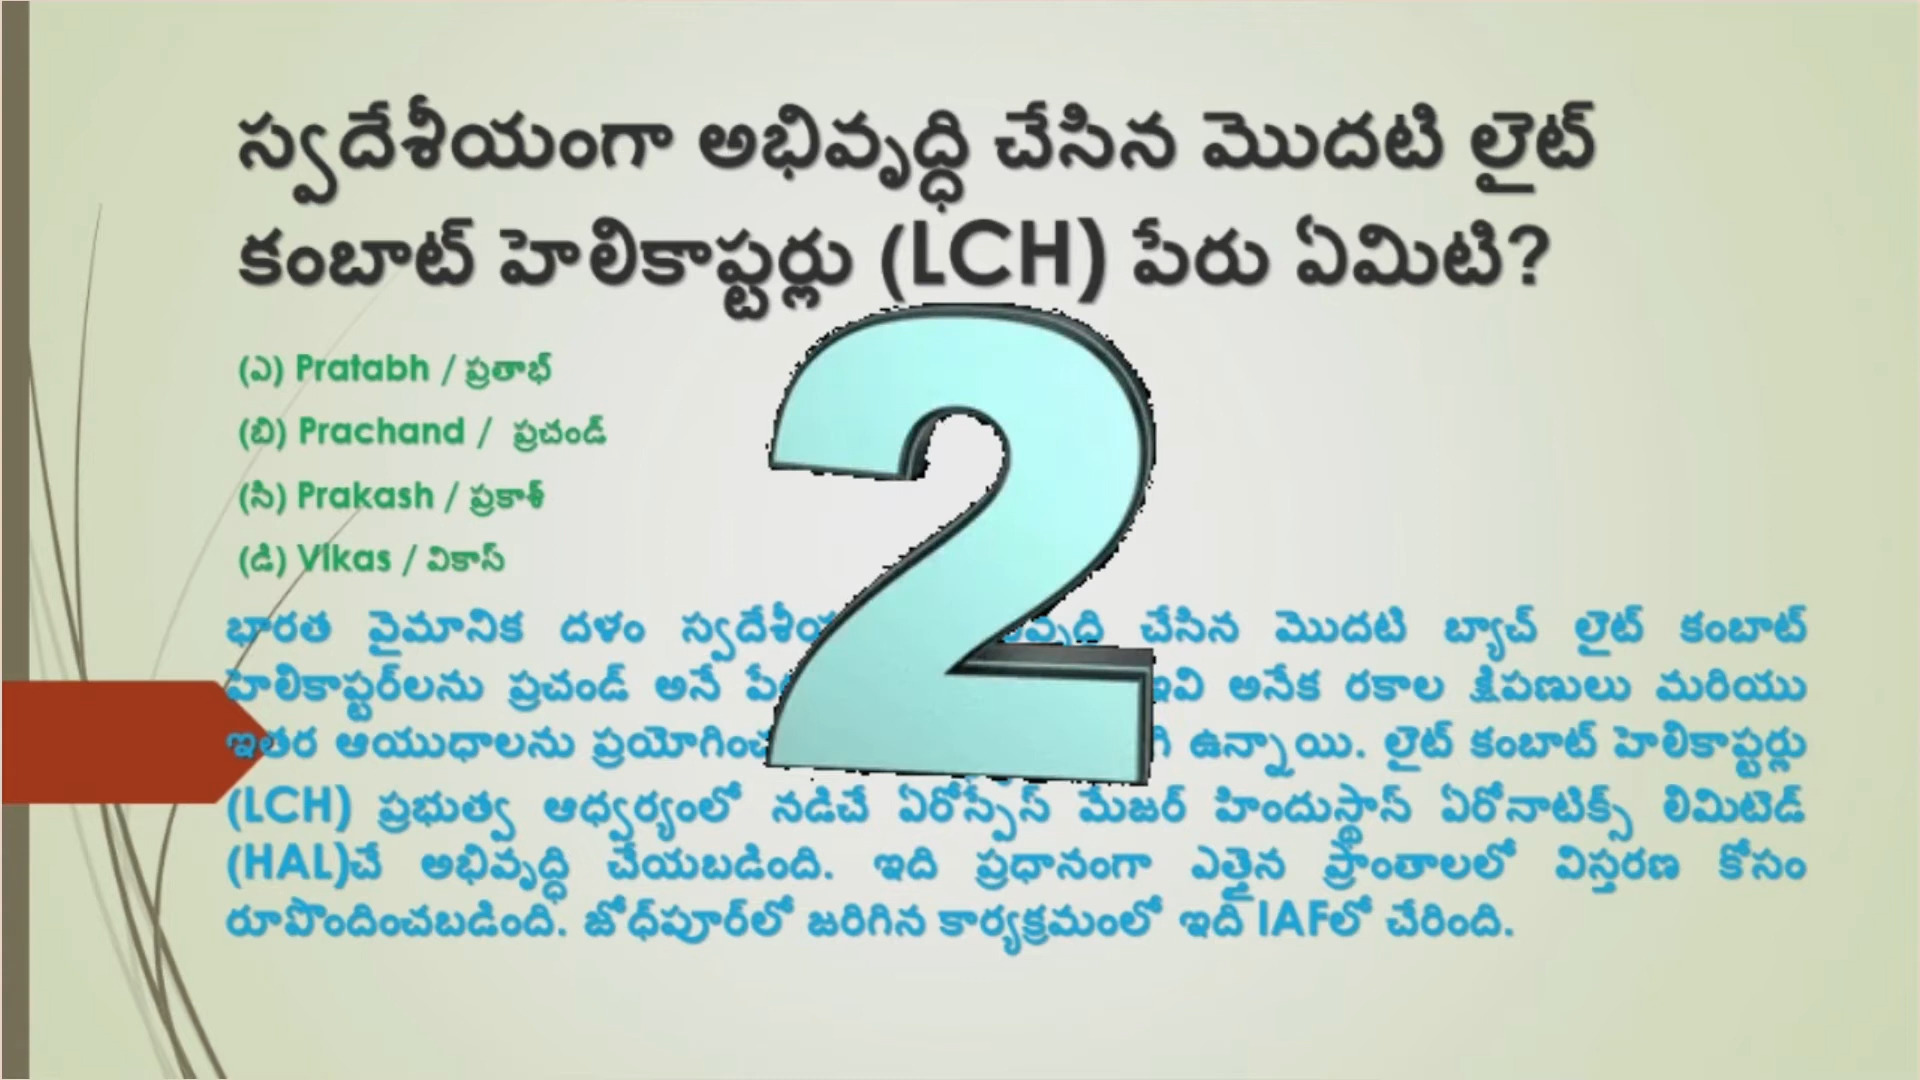 స్వదేశీయంగా అభివృద్ధి చేసిన మొదటి లైట్
కంబాట్ హెలికాప్టర్లు (LCH) పేరు ఏమిటి?
(ఎ) Pratabh / ప్రతాభ్
(బి) Prachand / ప్రచండ్
(సి) Prakash / ప్రకాశ్
(డి) Vikas / వికాస్
2
భారత వైమానిక దళం చేసిన మొదటి బ్యాచ్ లైట్ కంబాట్
హెలికాప్టర్‌లను ప్రచండ్ అనే ఇవి అనేక రకాల క్షిపణులు మరియు
ఇతర ఆయుధాలను ఉన్నాయి. లైట్ కంబాట్ హెలికాప్టర్లు
(LCH) ప్రభుత్వ ఆధ్వర్యంలో నడిచే ఏరోస్పేస్ మేజర్ హిందుస్థాస్ ఏరోనాటిక్స్ లిమిటెడ్
(HAL)చే అభివృద్ధి చేయబడింది. ఇది ప్రధానంగా ఎత్తైన ప్రాంతాలలో విస్తరణ కోసం
రూపొందించబడింది. జోధ్‌పూర్‌లో జరిగిన కార్యక్రమంలో ఇది IAFలో చేరింది.